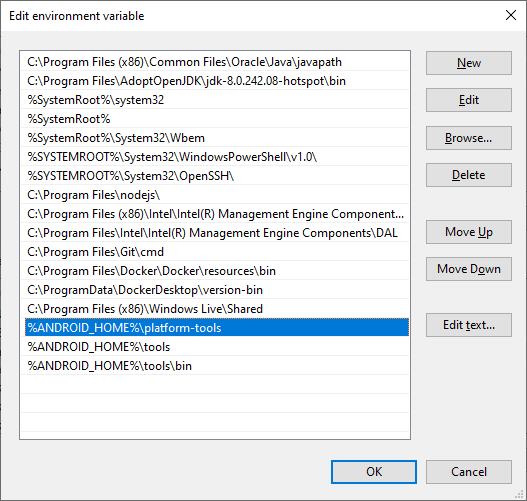 Edit environment variable
C:\Program Files (x86)\Common Files\Oracle\Java\javapath
C:\Program Files\AdoptOpenJDK\jdk-8.0.242.08-hotspot\bin
%SystemRoot%\system32
%SystemRoot%
%SystemRoot%\System32\Wbem
%SYSTEMROOT%\System32\WindowsPowerShell\v1.0\
%SYSTEMROOT%\System32\OpenSSH\
C:\Program Files\nodejs\
C:\Program Files (x86)\Intel\Intel(R) Management Engine Component...
C:\Program Files\Intel\Intel(R) Management Engine Components\DAL
C:\Program Files\Git\cmd
C:\Program Files\Docker\Docker\resources\bin
C:\ProgramData\DockerDesktop\version-bin
C:\Program Files (x86)\Windows Live\Shared
%ANDROID_HOME%\platform-tools
%ANDROID_HOME%\tools
%ANDROID_HOME%\tools\bin
New
Edit
Browse...
Delete
Move Up
Move Down
Edit text...
OK
Cancel